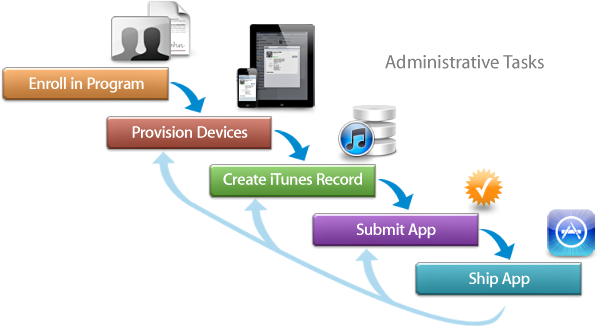 Administrative Tasks
Enroll in Program
Provision Devices
Create iTunes Record
Submit App
Ship App